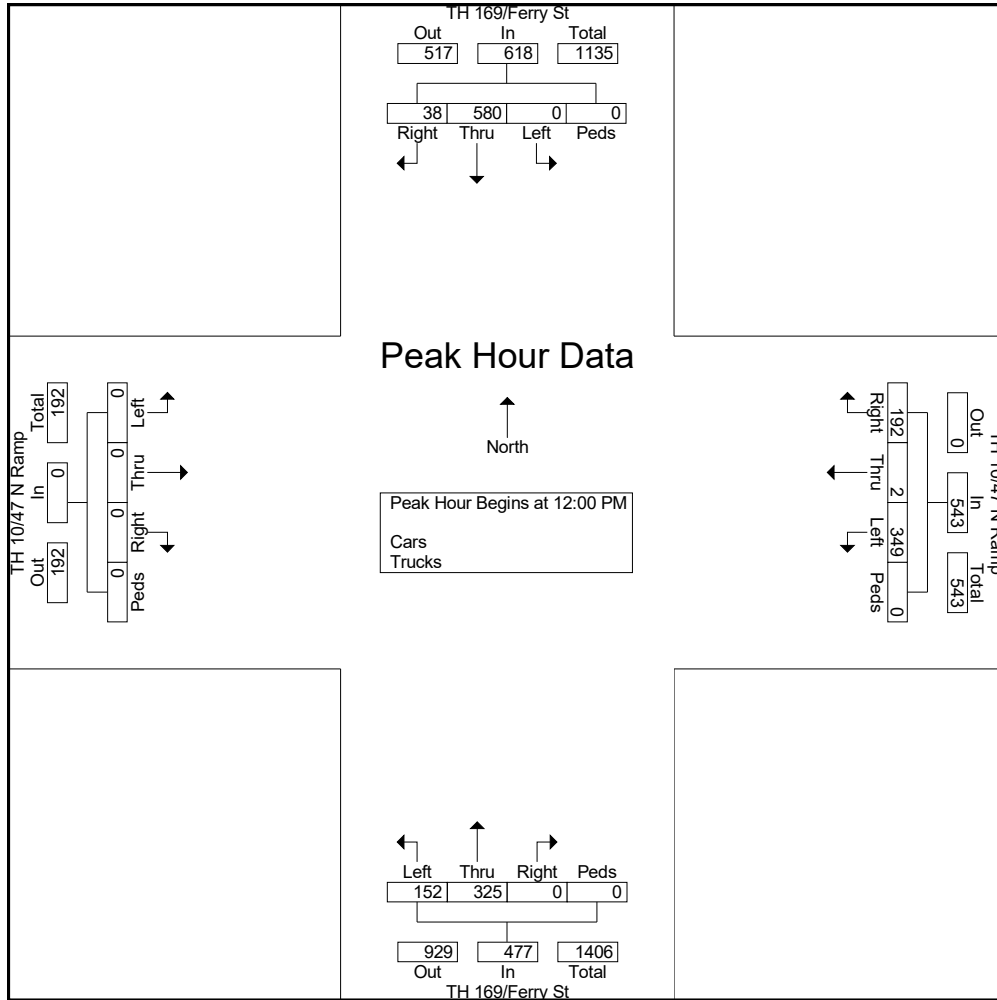 TH 169/Ferry St
Out In Total
517 618 1135
38 580 0 0
Right Thru Left Peds
Peak Hour Data
North
Peak Hour Begins at 12:00 PM
Cars
Trucks
TH 10/47 N Ramp
Out In Total
192 0 192
0 0 0 0
Left Thru Right Peds
TH 10/47 N Ramp
Out In Total
0 543 543
192 2 349 0
Right Thru Left Peds
Left Thru Right Peds
152 325 0 0
929 477 1406
Out In Total
TH 169/Ferry St